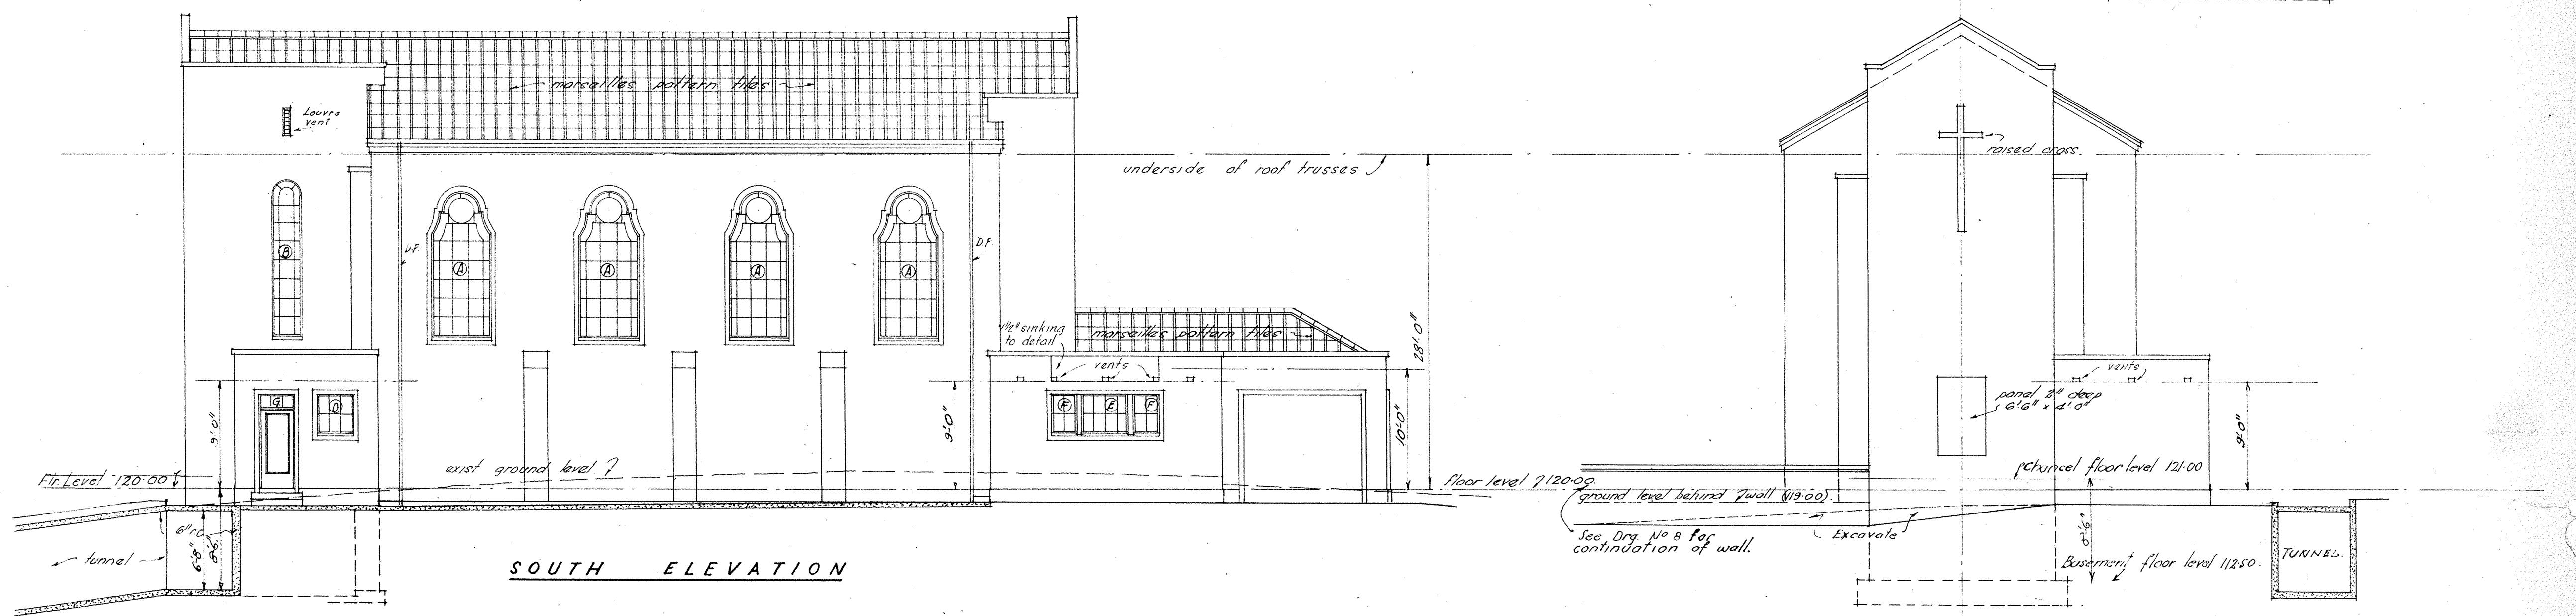 marseilles pattern tiles
Louvre
vent
underside of roof trusses
raised cross.
B
A
A
A
A
D.P.
D.P.
1½" sinking
to detail
marseilles pattern tiles
vents
28'.0"
vents
G
D
F
E
F
panel 2" deep
6'6" x 4'.0"
9'.0"
9'-0"
10'-0"
9'-0"
exist ground level
Flr. Level 120.00
Floor level 120.00
Chancel floor level 121.00
ground level behind wall (119.00).
6" r.c.
6'-8"
8'6"
tunnel
See Drg. No 8 for
continuation of wall.
Excavate
8'6"
Basement floor level 112.50.
TUNNEL.
SOUTH ELEVATION